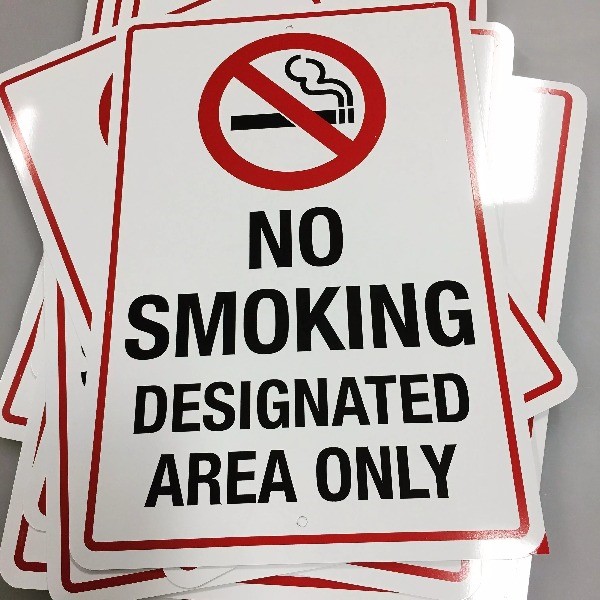 NO
SMOKING
DESIGNATED
AREA ONLY